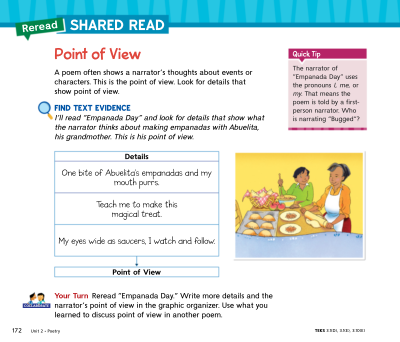 Reread SHARED READ
Point of View
A poem often shows a narrator's thoughts about events or
characters. This is the point of view. Look for details that
show point of view.
FIND TEXT EVIDENCE
I'll read "Empanada Day" and look for details that show what
the narrator thinks about making empanadas with Abuelita,
his grandmother. This is his point of view.
Quick Tip
The narrator of
"Empanada Day" uses
the pronouns I, me, or
my. That means the
poem is told by a first-
person narrator. Who
is narrating "Bugged"?
Details
One bite of Abuelita's empanadas and my
mouth purrs.
Teach me to make this
magical treat.
My eyes wide as saucers, I watch and follow.
Point of View
COLLABORATE
Your Turn Reread "Empanada Day." Write more details and the
narrator's point of view in the graphic organizer. Use what you
learned to discuss point of view in another poem.
172 Unit 2 • Poetry